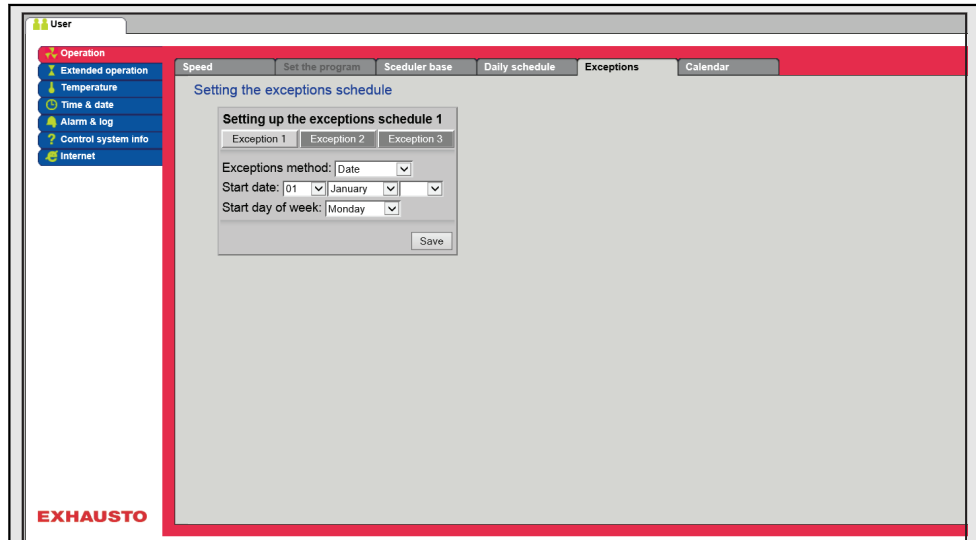 User
Operation
Extended operation
Temperature
Time & date
Alarm & log
Control system info
Internet
Speed Set the program Sceduler base Daily schedule Exceptions Calendar
Setting the exceptions schedule
Setting up the exceptions schedule 1
Exception 1 Exception 2 Exception 3
Exceptions method: Date
Start date: 01 January
Start day of week: Monday
Save
EXHAUSTO